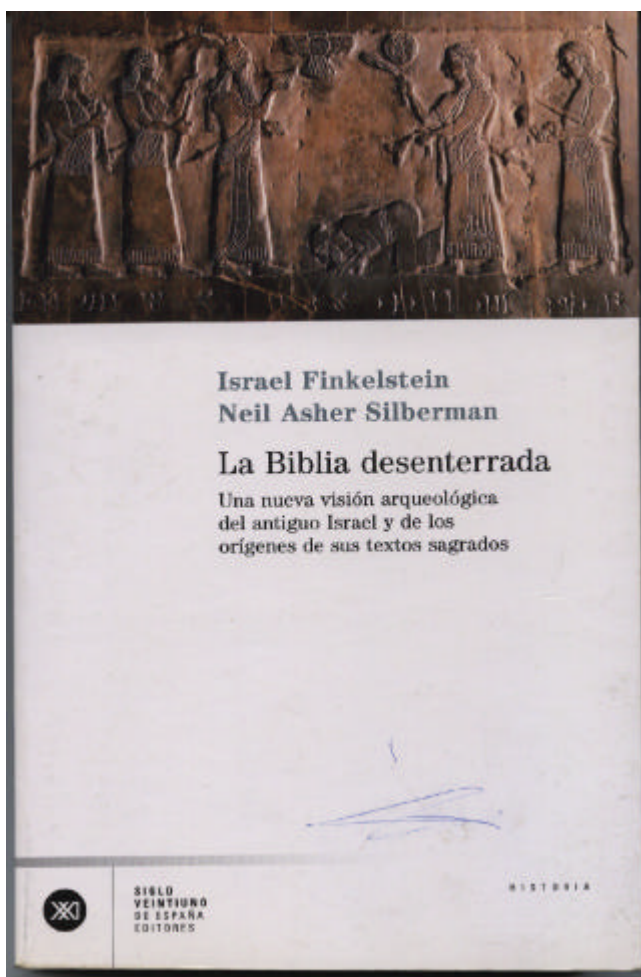 Israel Finkelstein
Neil Asher Silberman
La Biblia desenterrada
Una nueva visión arqueológica
del antiguo Israel y de los
orígenes de sus textos sagrados
HISTORIA
XXI
SIGLO
VEINTIUNO
DE ESPAÑA
EDITORES